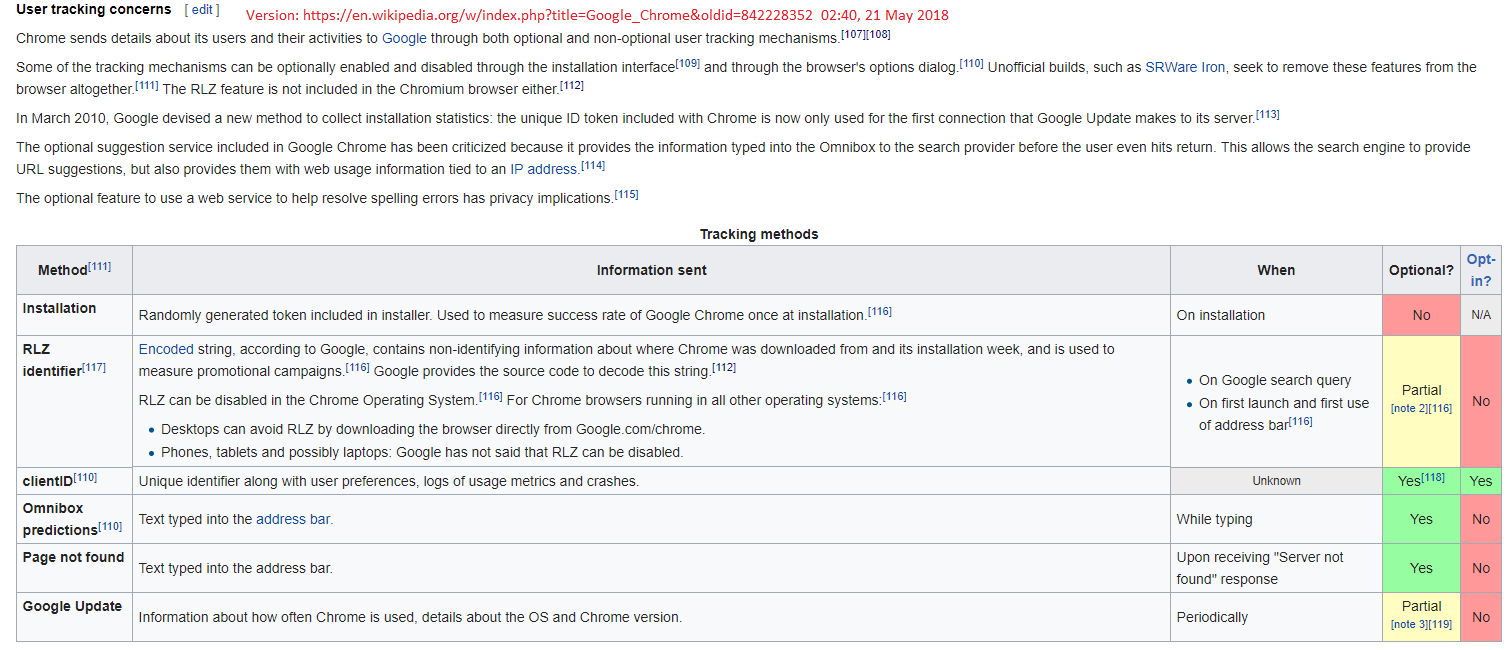 User tracking concerns [ edit ] Version: https://en.wikipedia.org/w/index.php?title=Google_Chrome&oldid=842228352 02:40, 21 May 2018
Chrome sends details about its users and their activities to Google through both optional and non-optional user tracking mechanisms.[107][108]
Some of the tracking mechanisms can be optionally enabled and disabled through the installation interface[109] and through the browser's options dialog.[110] Unofficial builds, such as SRWare Iron, seek to remove these features from the
browser altogether.[111] The RLZ feature is not included in the Chromium browser either.[112]
In March 2010, Google devised a new method to collect installation statistics: the unique ID token included with Chrome is now only used for the first connection that Google Update makes to its server.[113]
The optional suggestion service included in Google Chrome has been criticized because it provides the information typed into the Omnibox to the search provider before the user even hits return. This allows the search engine to provide
URL suggestions, but also provides them with web usage information tied to an IP address.[114]
The optional feature to use a web service to help resolve spelling errors has privacy implications.[115]
Tracking methods
Method[111]
Information sent
When
Optional?
Opt-
in?
Installation
Randomly generated token included in installer. Used to measure success rate of Google Chrome once at installation.[116]
On installation
No
N/A
RLZ
identifier[117]
Encoded string, according to Google, contains non-identifying information about where Chrome was downloaded from and its installation week, and is used to
measure promotional campaigns.[116] Google provides the source code to decode this string.[112]
RLZ can be disabled in the Chrome Operating System.[116] For Chrome browsers running in all other operating systems:[116]
• Desktops can avoid RLZ by downloading the browser directly from Google.com/chrome.
• Phones, tablets and possibly laptops: Google has not said that RLZ can be disabled.
• On Google search query
• On first launch and first use
of address bar[116]
Partial
[note 2][116]
No
clientID[110]
Unique identifier along with user preferences, logs of usage metrics and crashes.
Unknown
Yes[118]
Yes
Omnibox
predictions[110]
Text typed into the address bar.
While typing
Yes
No
Page not found
Text typed into the address bar.
Upon receiving "Server not
found" response
Yes
No
Google Update
Information about how often Chrome is used, details about the OS and Chrome version.
Periodically
Partial
[note 3][119]
No